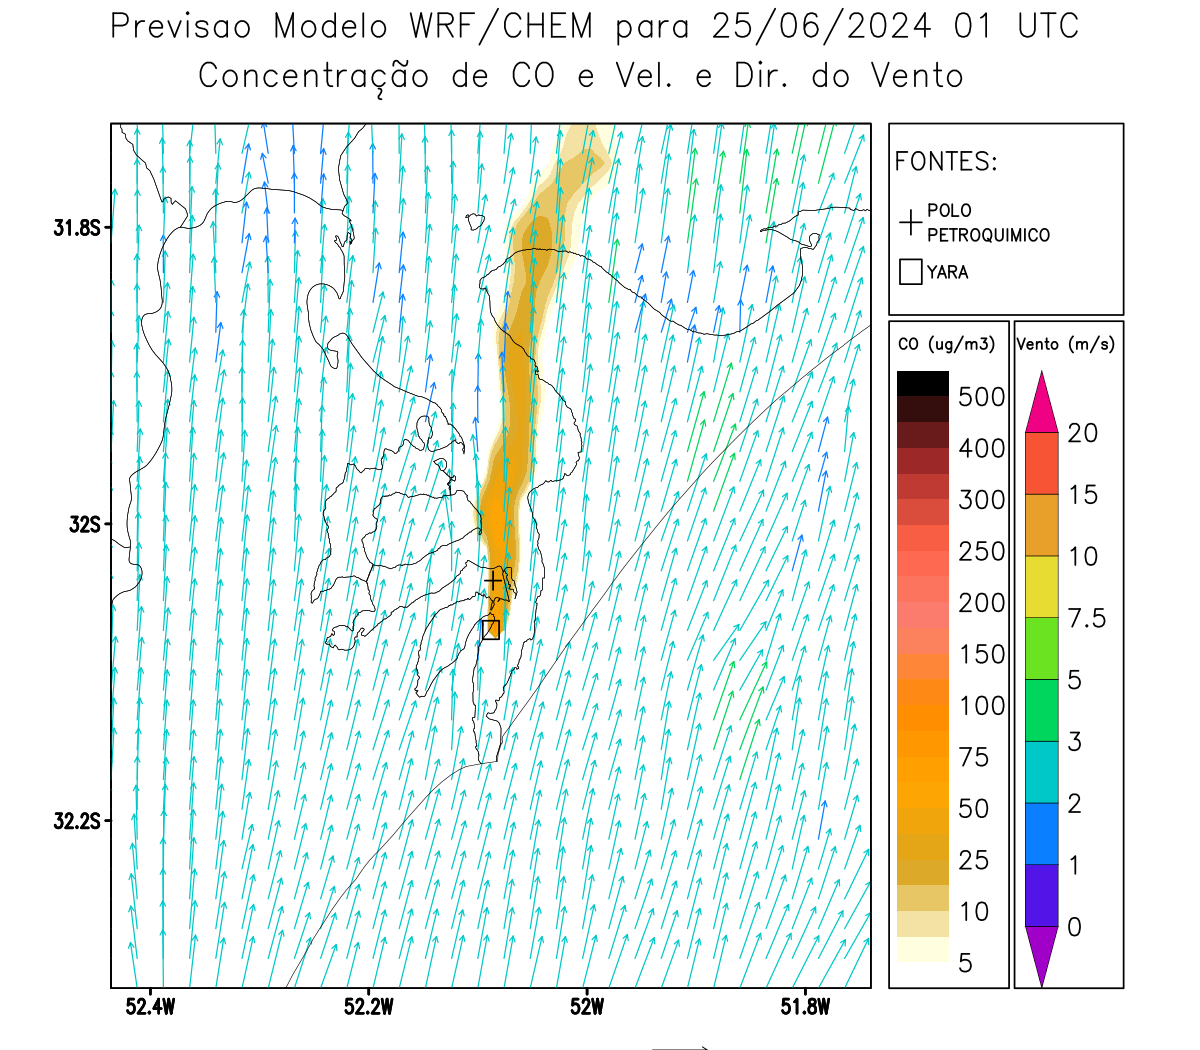 Previsao Modelo WRF/CHEM para 25/06/2024 01 UTC
Concentração de CO e Vel. e Dir. do Vento
FONTES:
POLO
PETROQUIMICO
YARA
CO (ug/m3)
500
400
300
250
200
150
100
75
50
25
10
5
Vento (m/s)
20
15
10
7.5
5
3
2
1
0
31.8S
32S
32.2S
52.4W
52.2W
52W
51.8W